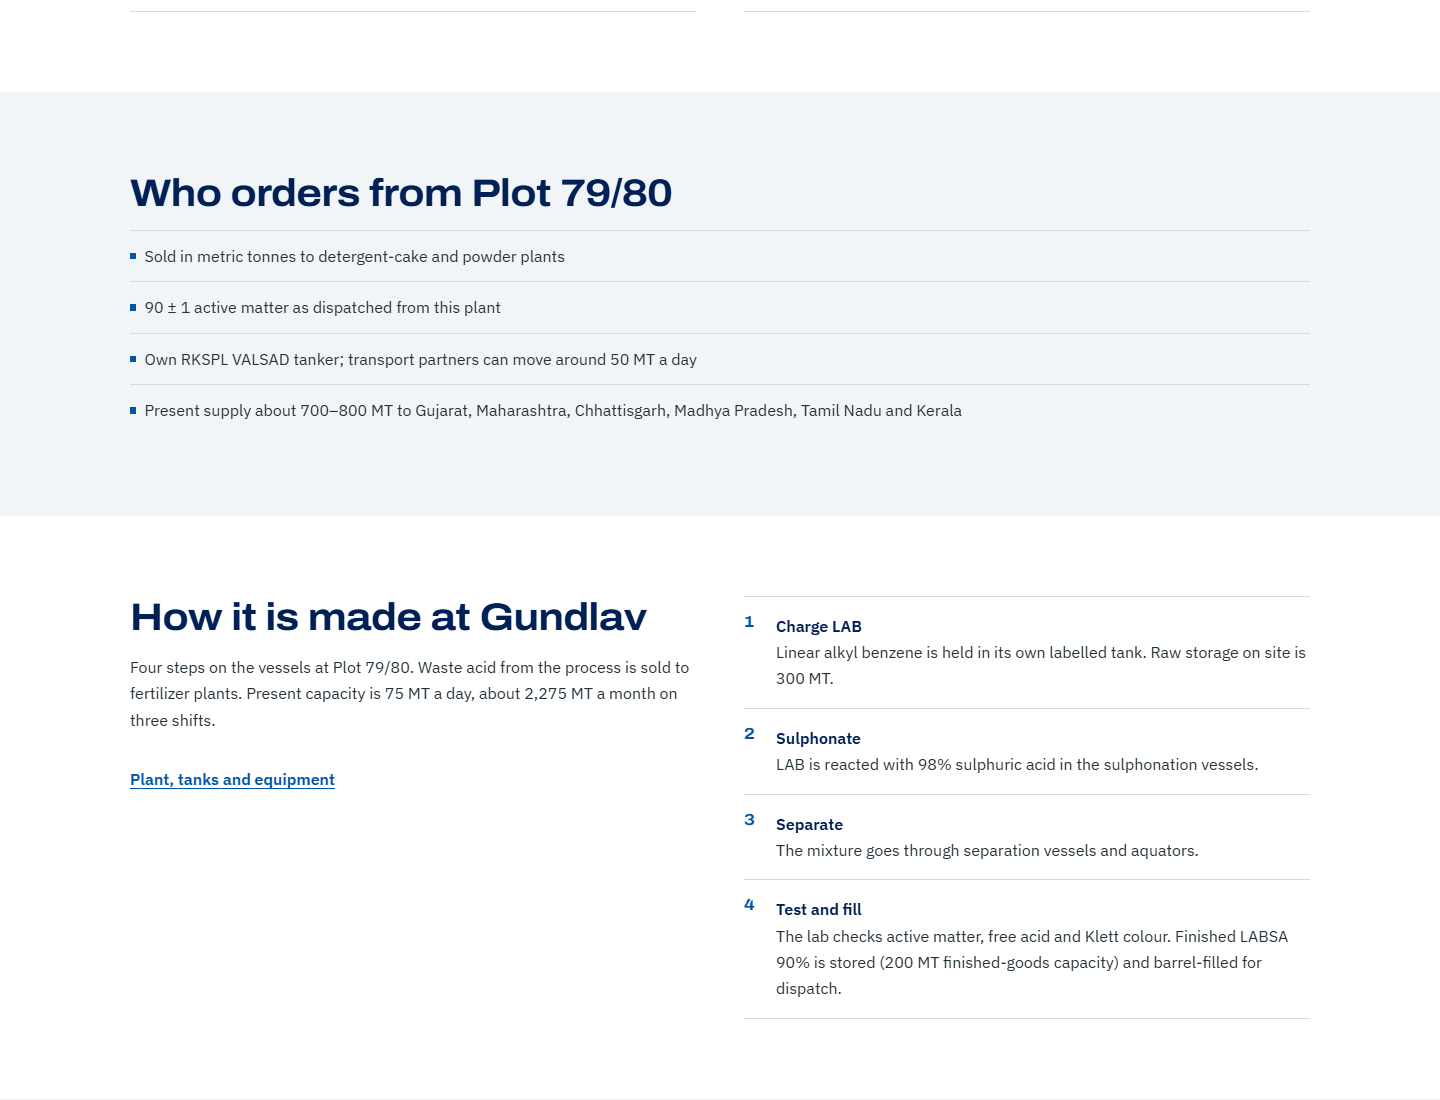 Who orders from Plot 79/80
Sold in metric tonnes to detergent-cake and powder plants
90 ± 1 active matter as dispatched from this plant
Own RKSPL VALSAD tanker; transport partners can move around 50 MT a day
Present supply about 700–800 MT to Gujarat, Maharashtra, Chhattisgarh, Madhya Pradesh, Tamil Nadu and Kerala
How it is made at Gundlav
Four steps on the vessels at Plot 79/80. Waste acid from the process is sold to
fertilizer plants. Present capacity is 75 MT a day, about 2,275 MT a month on
three shifts.
Plant, tanks and equipment
1 Charge LAB
Linear alkyl benzene is held in its own labelled tank. Raw storage on site is
300 MT.
2 Sulphonate
LAB is reacted with 98% sulphuric acid in the sulphonation vessels.
3 Separate
The mixture goes through separation vessels and aquators.
4 Test and fill
The lab checks active matter, free acid and Klett colour. Finished LABSA
90% is stored (200 MT finished-goods capacity) and barrel-filled for
dispatch.